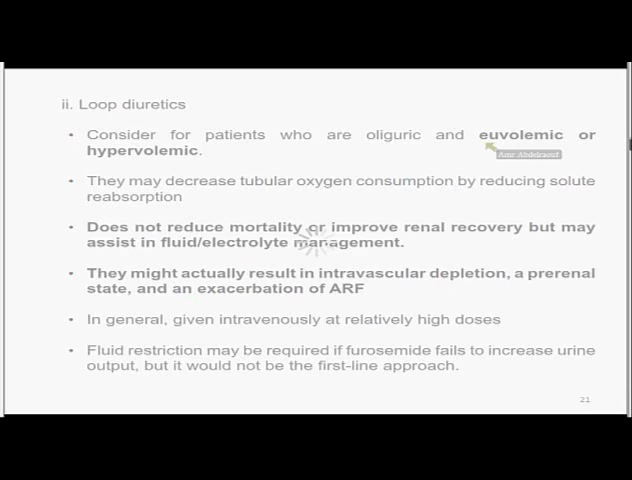 ii. Loop diuretics
• Consider for patients who are oliguric and euvolemic or
hypervolemic.
Amr Abdelraouf
• They may decrease tubular oxygen consumption by reducing solute
reabsorption
• Does not reduce mortality or improve renal recovery but may
assist in fluid/electrolyte management.
• They might actually result in intravascular depletion, a prerenal
state, and an exacerbation of ARF
• In general, given intravenously at relatively high doses
• Fluid restriction may be required if furosemide fails to increase urine
output, but it would not be the first-line approach.
21